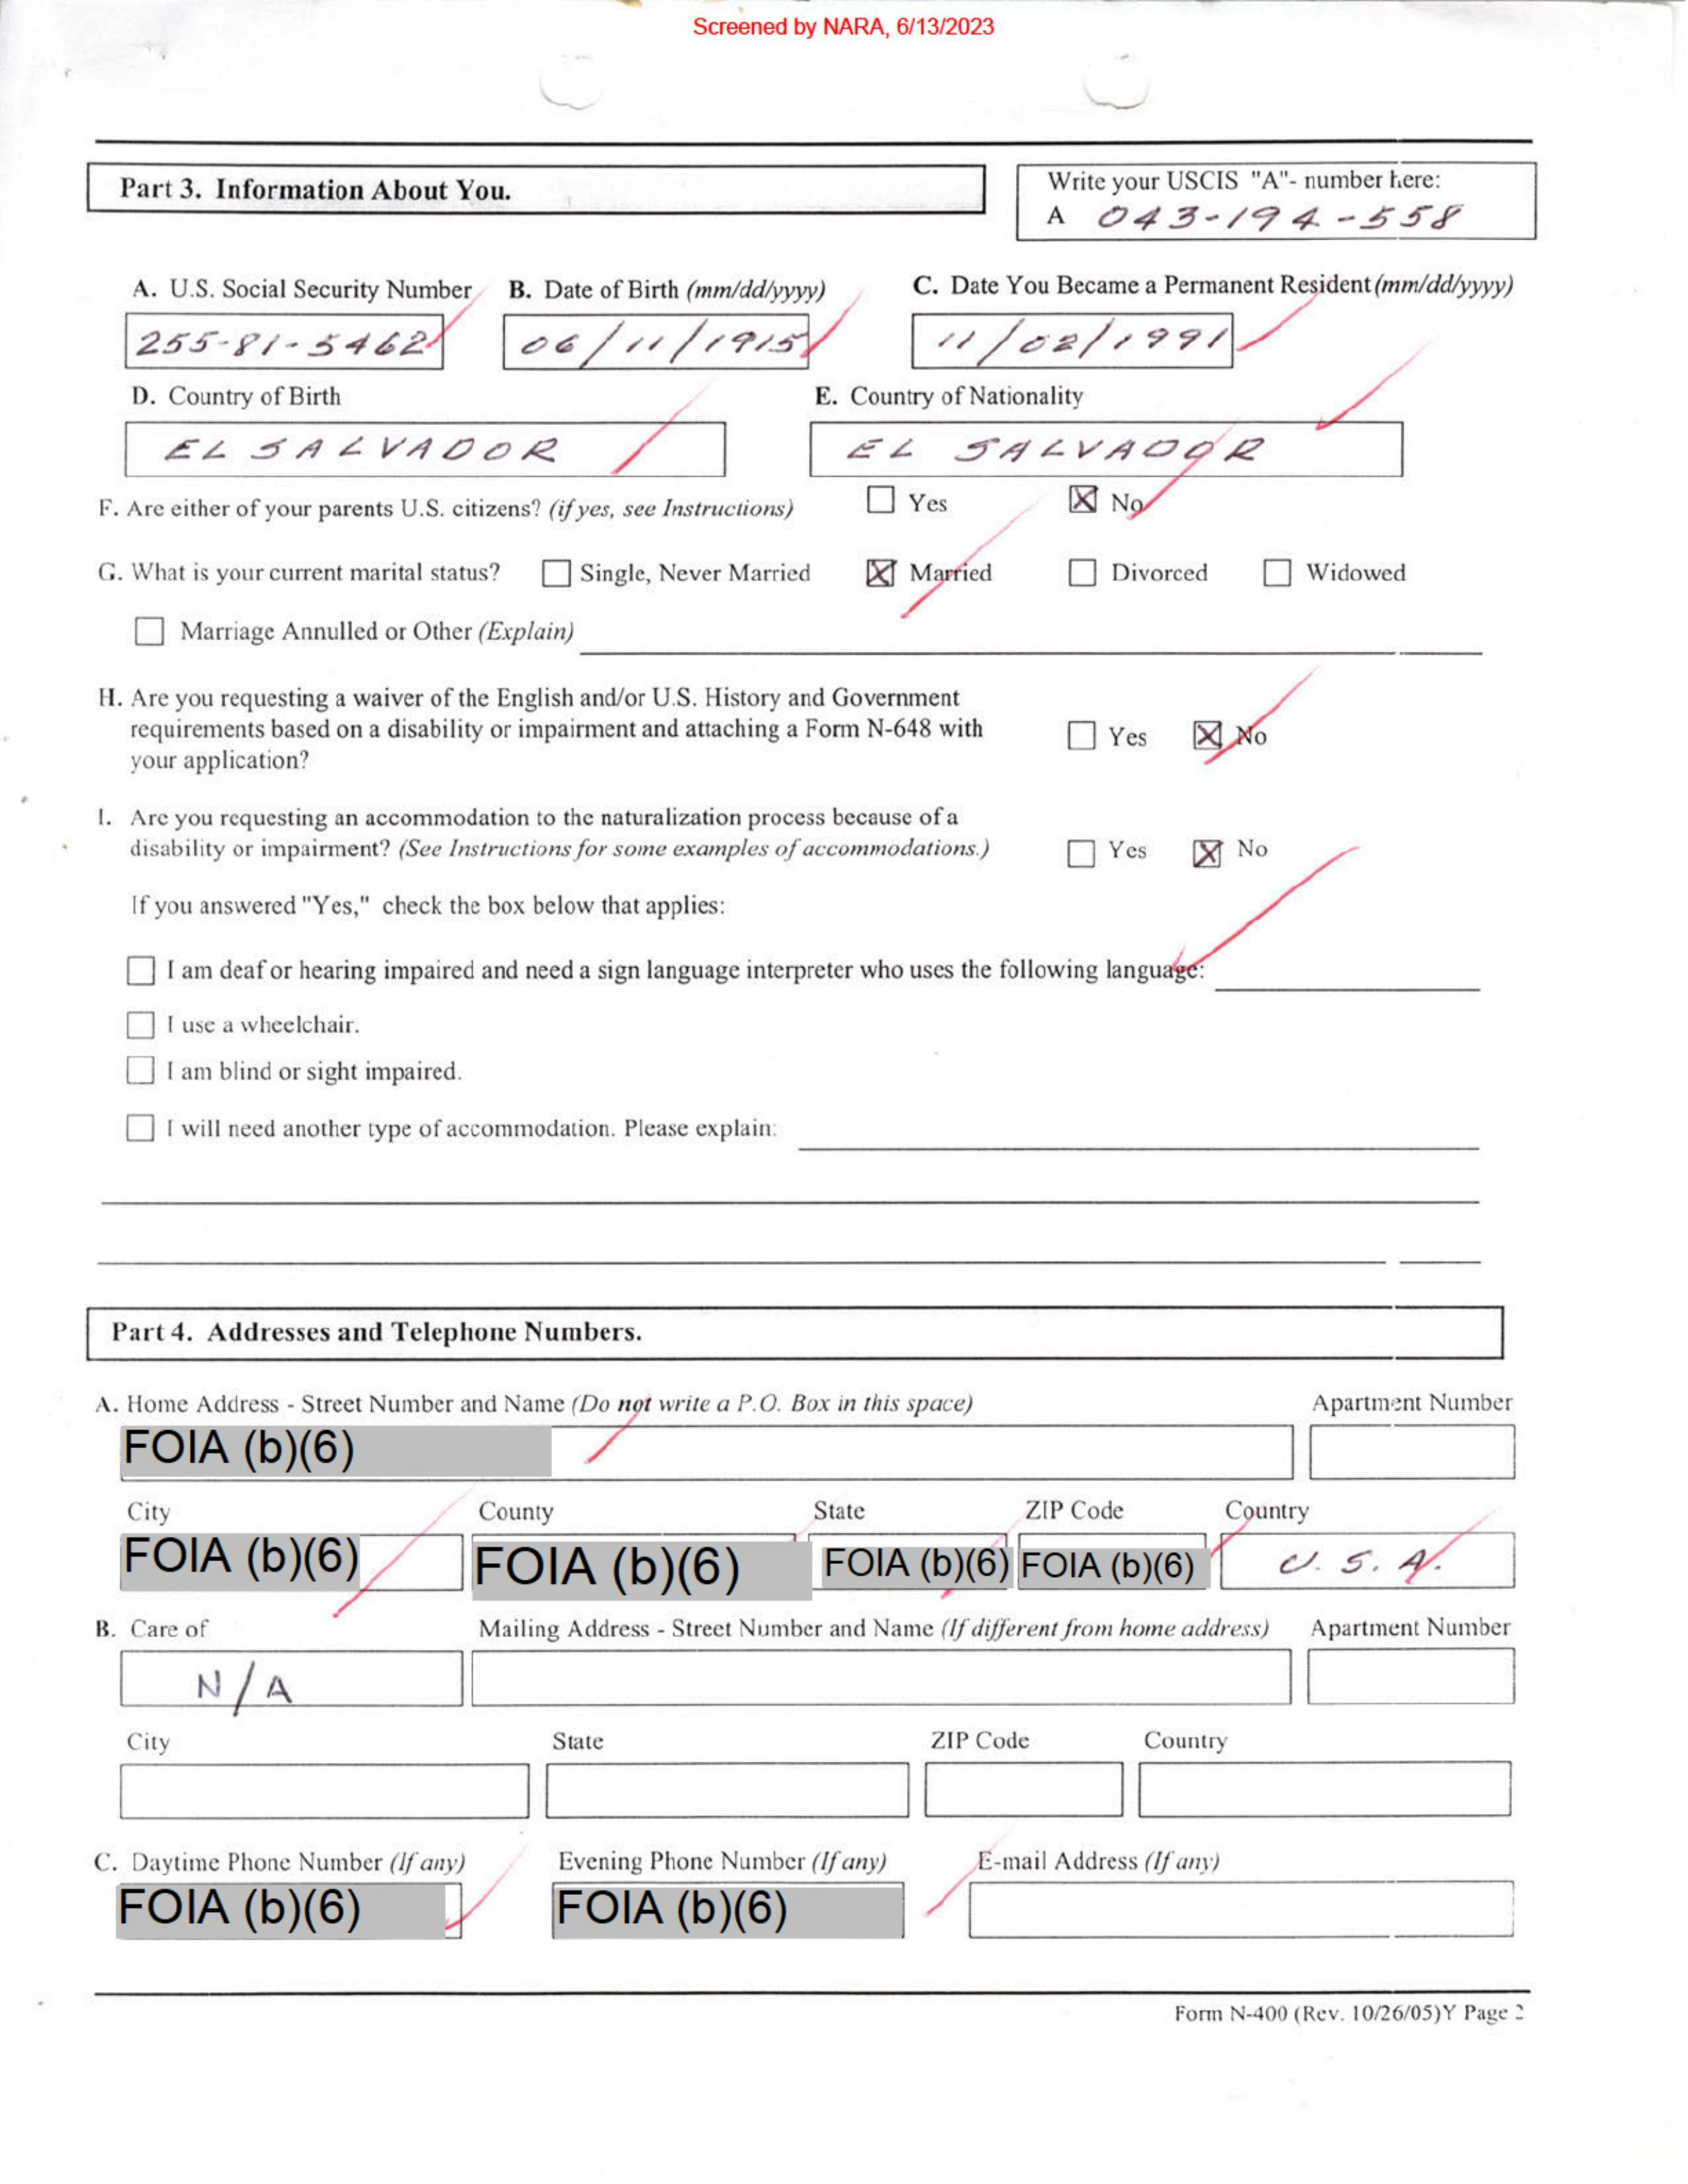 Screened by NARA, 6/13/2023
Part 3. Information About You.
Write your USCIS "A"- number here:
A 043-194-558
A. U.S. Social Security Number
B. Date of Birth (mm/dd/yyyy)
C. Date You Became a Permanent Resident (mm/dd/yyyy)
255-81-5462
06/11/1915
11/02/1991
D. Country of Birth
E. Country of Nationality
EL SALVADOR
EL SALVADOR
F. Are either of your parents U.S. citizens? (if yes, see Instructions)
Yes
No
G. What is your current marital status?
Single, Never Married
Married
Divorced
Widowed
Marriage Annulled or Other (Explain)
H. Are you requesting a waiver of the English and/or U.S. History and Government
requirements based on a disability or impairment and attaching a Form N-648 with
your application?
Yes
No
I. Are you requesting an accommodation to the naturalization process because of a
disability or impairment? (See Instructions for some examples of accommodations.)
Yes
No
If you answered "Yes," check the box below that applies:
I am deaf or hearing impaired and need a sign language interpreter who uses the following language:
I use a wheelchair.
I am blind or sight impaired.
I will need another type of accommodation. Please explain:
Part 4. Addresses and Telephone Numbers.
A. Home Address - Street Number and Name (Do not write a P.O. Box in this space)
Apartment Number
FOIA (b)(6)
City
County
State
ZIP Code
Country
FOIA (b)(6)
FOIA (b)(6)
FOIA (b)(6)
FOIA (b)(6)
U. S. A.
B. Care of
Mailing Address - Street Number and Name (If different from home address)
Apartment Number
N/A
City
State
ZIP Code
Country
C. Daytime Phone Number (If any)
Evening Phone Number (If any)
E-mail Address (If any)
FOIA (b)(6)
FOIA (b)(6)
Form N-400 (Rev. 10/26/05)Y Page 2